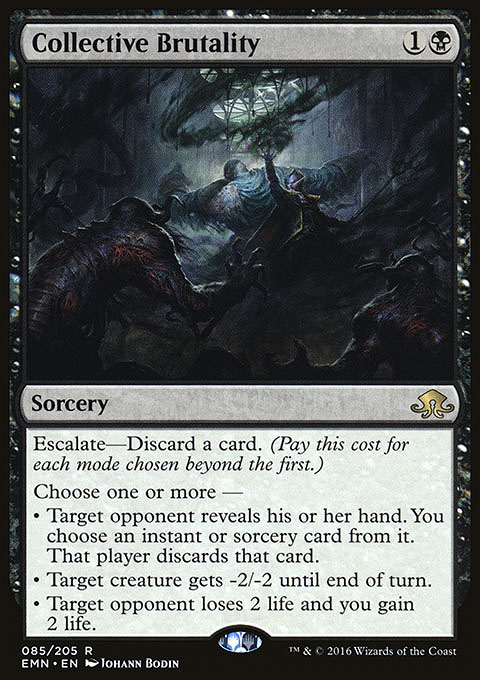 Collective Brutality 1
Sorcery
Escalate—Discard a card. (Pay this cost for
each mode chosen beyond the first.)
Choose one or more —
• Target opponent reveals his or her hand. You
choose an instant or sorcery card from it.
That player discards that card.
• Target creature gets -2/-2 until end of turn.
• Target opponent loses 2 life and you gain
2 life.
085/205 R
EMN • EN Johann Bodin
™ & © 2016 Wizards of the Coast